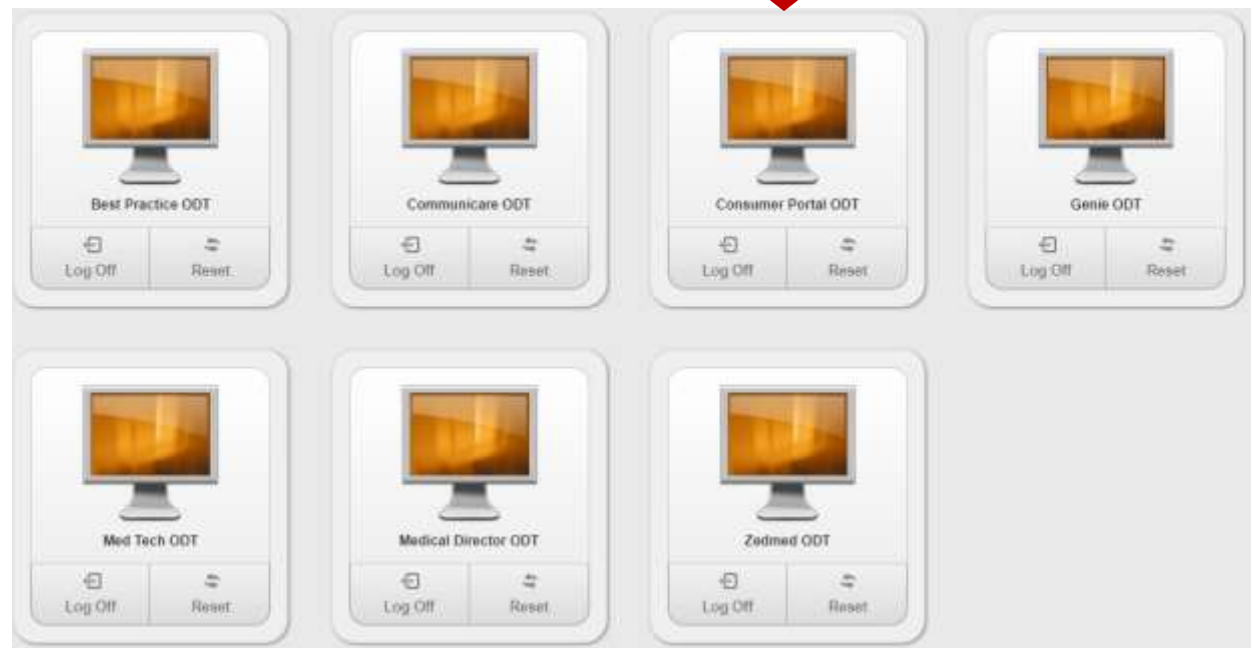 Best Practice ODT
Communicare ODT
Consumer Portal ODT
Genie ODT
Log Off
Reset
Log Off
Reset
Log Off
Reset
Log Off
Reset
Med Tech ODT
Medical Director ODT
Zedmed ODT
Log Off
Reset
Log Off
Reset
Log Off
Reset